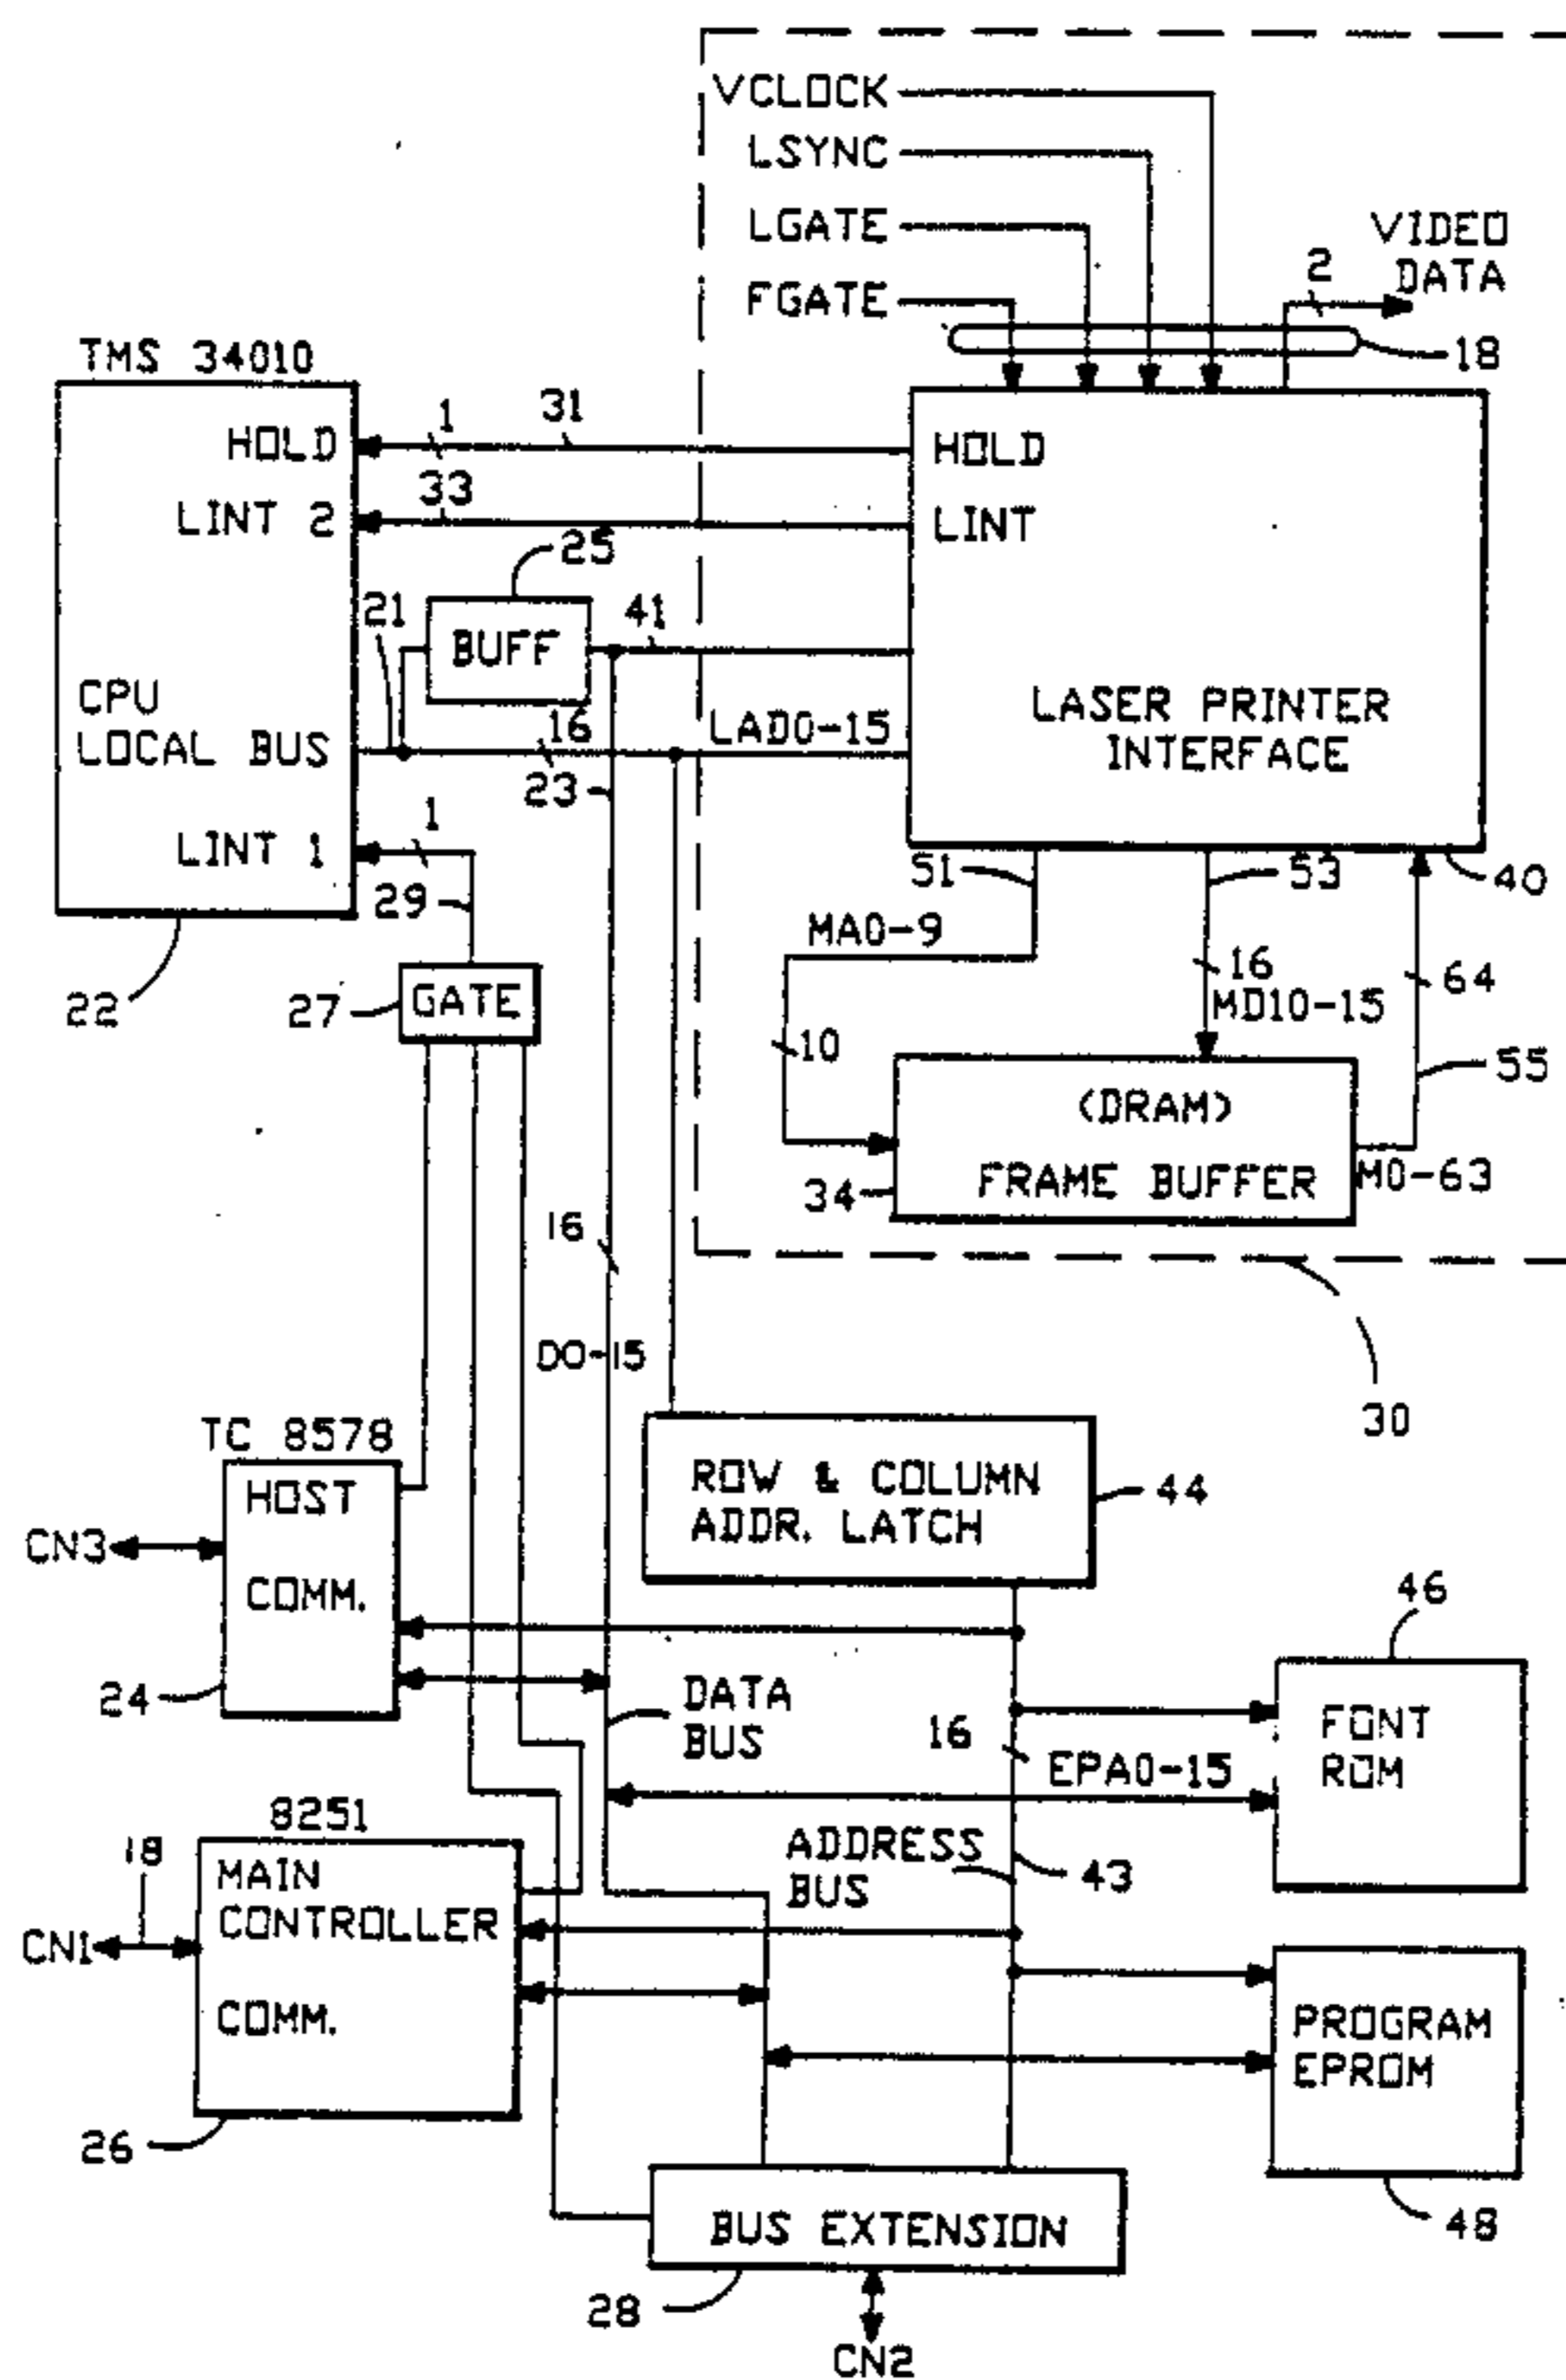 VCLOCK
LSYNC
LGATE
FGATE
VIDEO
DATA
2
18
TMS 34010
HOLD
LINT 2
CPU
LOCAL BUS
LINT 1
22
1
31
33
HOLD
LINT
25
21
BUFF
41
16
23
LAD0-15
LASER PRINTER
INTERFACE
1
29
27
GATE
51
53
40
MA0-9
10
16
MD10-15
64
55
(DRAM)
FRAME BUFFER
34
M0-63
30
16
D0-15
TC 8578
HOST
COMM.
CN3
24
ROW & COLUMN
ADDR. LATCH
44
46
FONT
ROM
DATA
BUS
16
EPA0-15
ADDRESS
BUS
43
8251
MAIN
CONTROLLER
COMM.
18
CN1
26
PROGRAM
EPROM
48
BUS EXTENSION
28
CN2